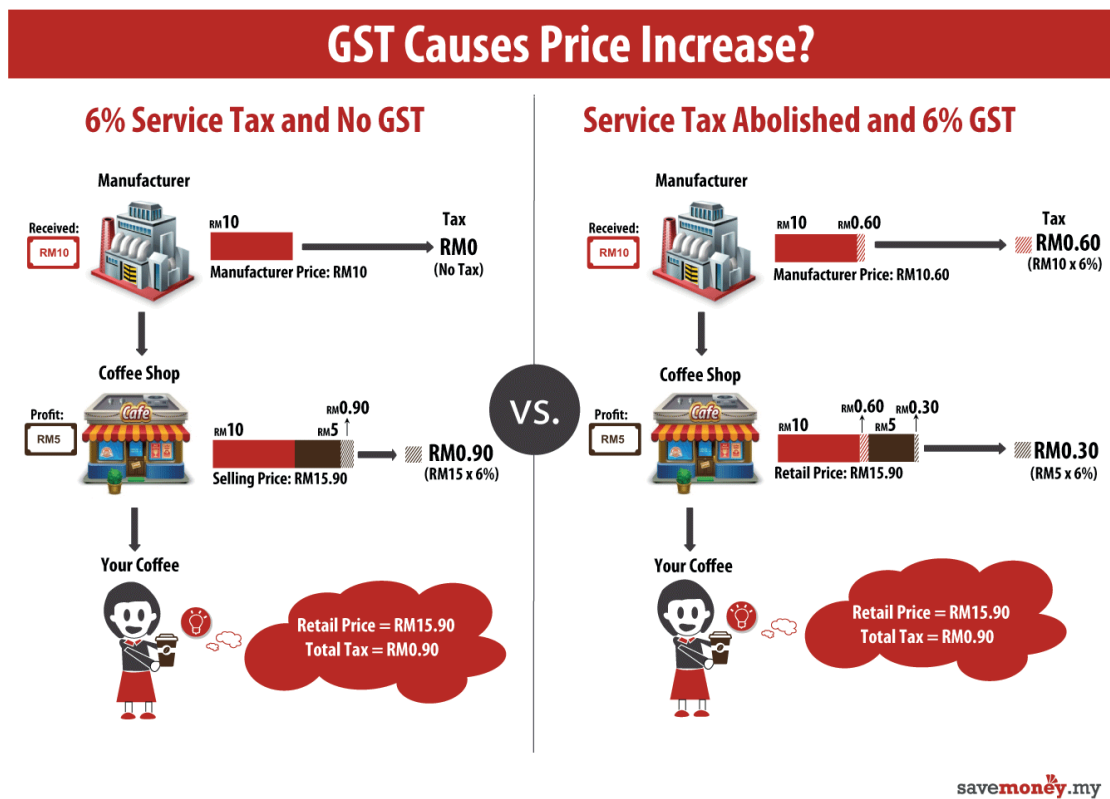 GST Causes Price Increase?
6% Service Tax and No GST
Manufacturer
Received:
RM10
RM10
Manufacturer Price: RM10
Tax
RM0
(No Tax)
Coffee Shop
Cafe
Profit:
RM5
RM10
RM5
RM0.90
Selling Price: RM15.90
RM0.90
(RM15 x 6%)
Your Coffee
Retail Price = RM15.90
Total Tax = RM0.90
vs.
Service Tax Abolished and 6% GST
Manufacturer
Received:
RM10
RM10
RM0.60
Manufacturer Price: RM10.60
Tax
RM0.60
(RM10 x 6%)
Coffee Shop
Cafe
Profit:
RM5
RM10
RM0.60
RM5
RM0.30
Retail Price: RM15.90
RM0.30
(RM5 x 6%)
Your Coffee
Retail Price = RM15.90
Total Tax = RM0.90
savemoney.my